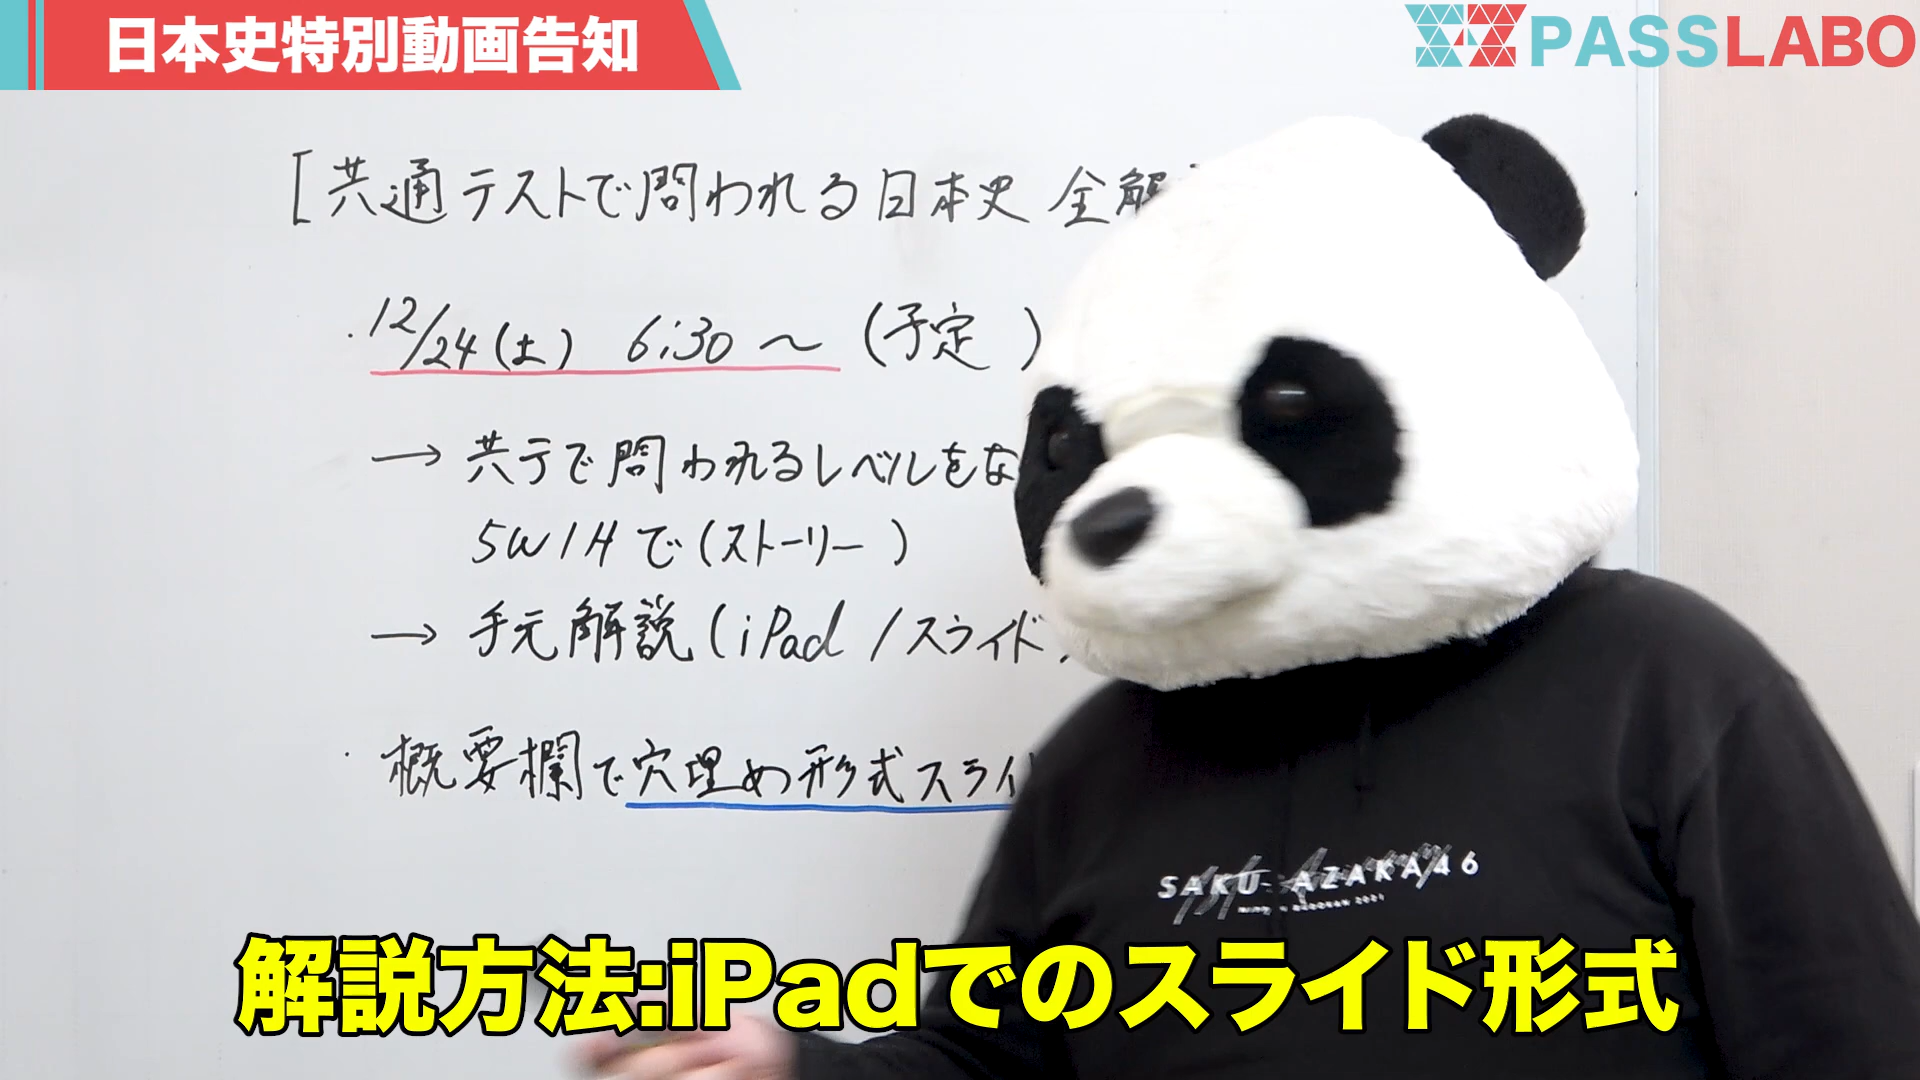 日本史特別動画告知
PASSLABO
[共通テストで問われる日本史 全解
・12/24(土) 6:30〜(予定)
→ 共テで問われるレベルをな
5W1Hで(ストーリー)
→ 手元解説(iPad/スライド)
・概要欄で穴埋め形式スライ
SAKURAZAKA46
解説方法:iPadでのスライド形式